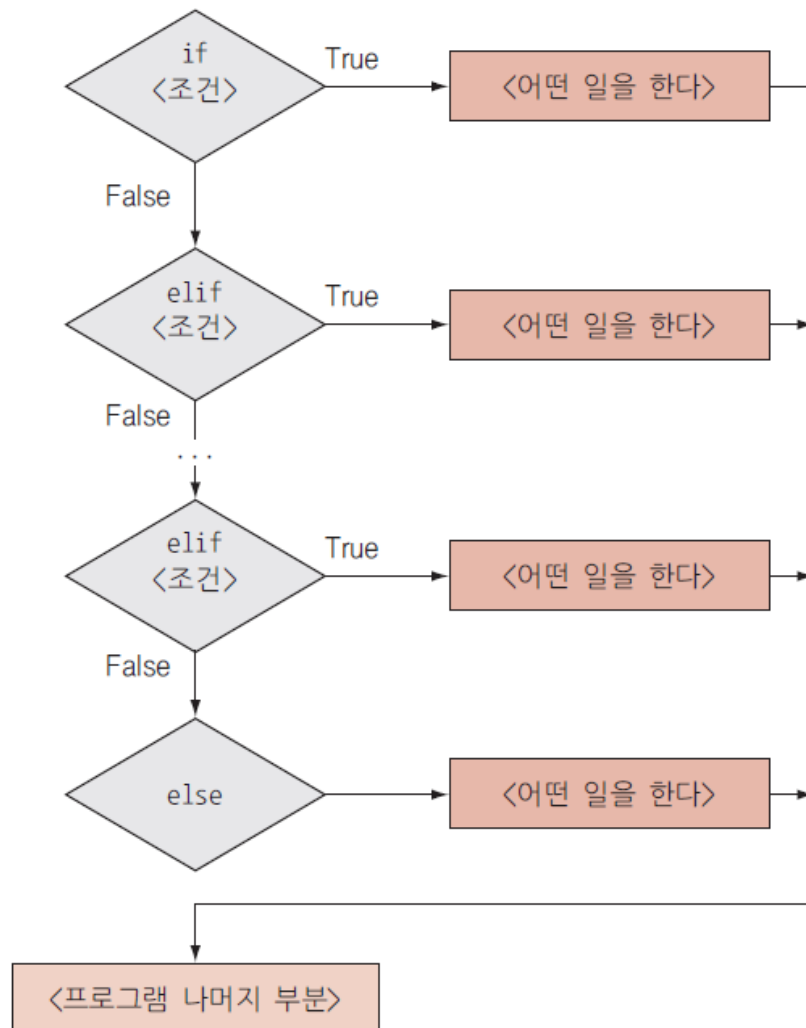 if
<조건>
True
<어떤 일을 한다>
False
elif
<조건>
True
<어떤 일을 한다>
False
...
elif
<조건>
True
<어떤 일을 한다>
False
else
<어떤 일을 한다>
<프로그램 나머지 부분>